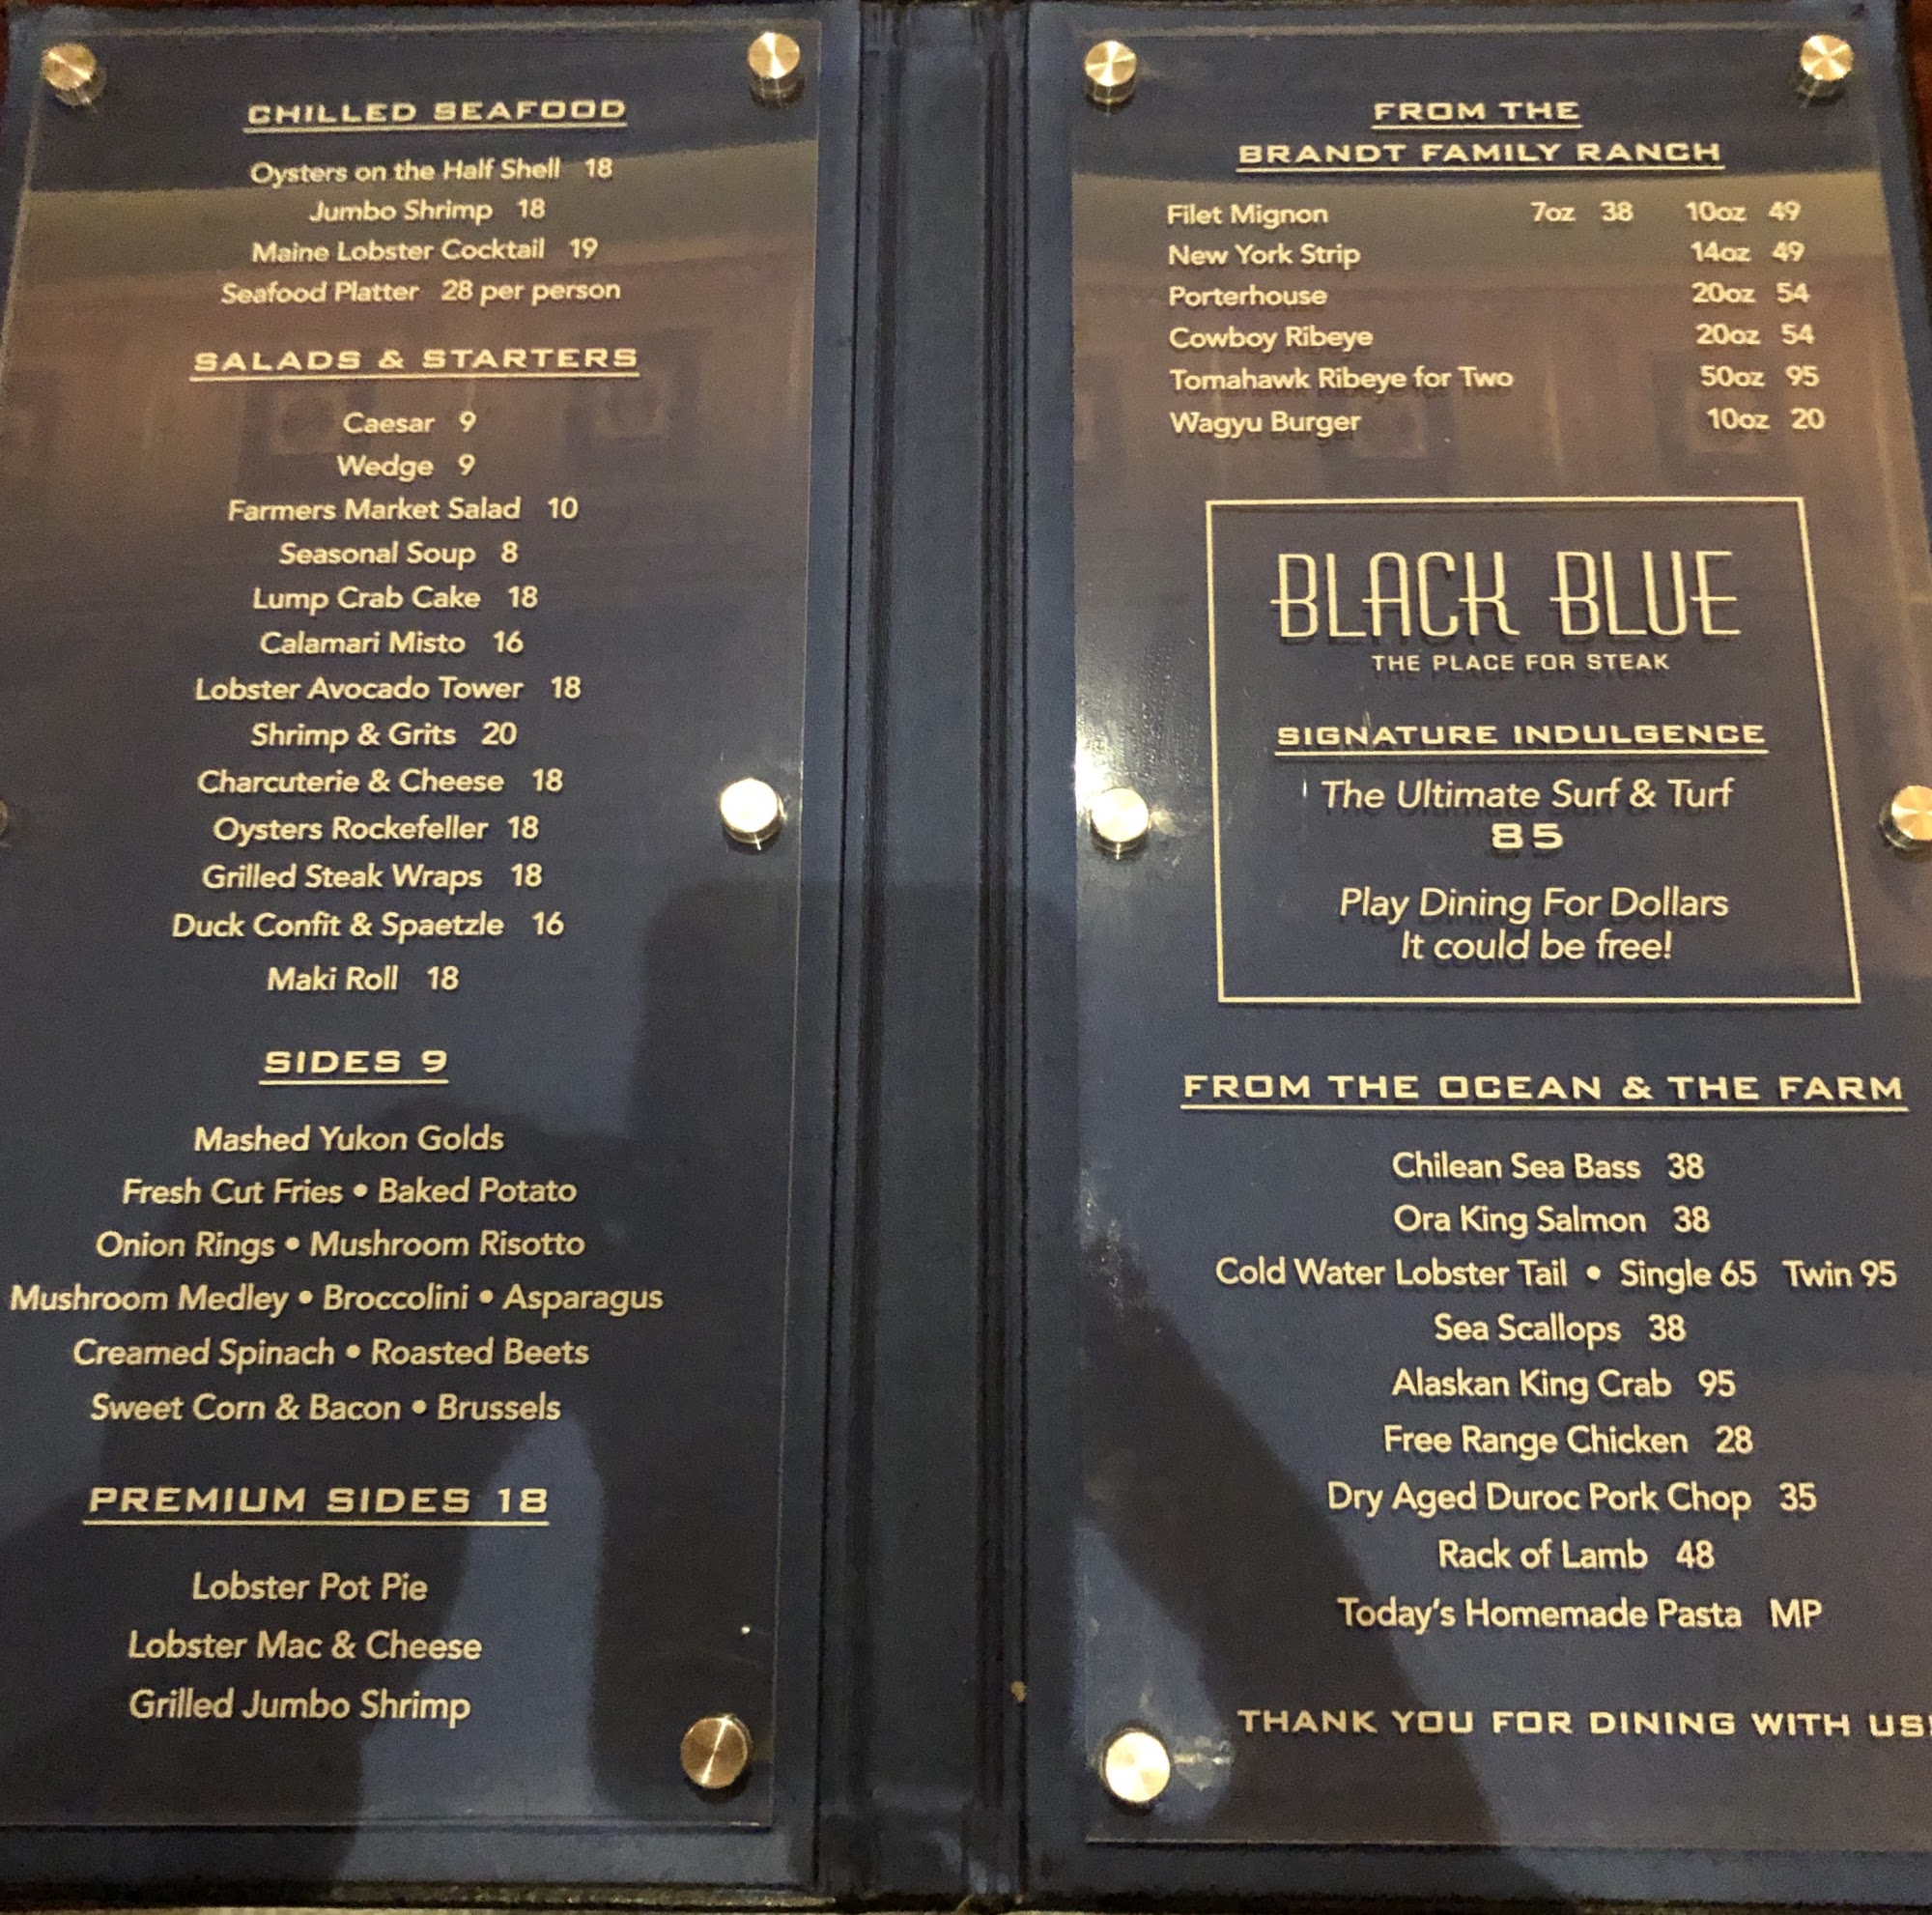 CHILLED SEAFOOD
Oysters on the Half Shell 18
Jumbo Shrimp 18
Maine Lobster Cocktail 19
Seafood Platter 28 per person
SALADS & STARTERS
Caesar 9
Wedge 9
Farmers Market Salad 10
Seasonal Soup 8
Lump Crab Cake 18
Calamari Misto 16
Lobster Avocado Tower 18
Shrimp & Grits 20
Charcuterie & Cheese 18
Oysters Rockefeller 18
Grilled Steak Wraps 18
Duck Confit & Spaetzle 16
Maki Roll 18
SIDES 9
Mashed Yukon Golds
Fresh Cut Fries • Baked Potato
Onion Rings • Mushroom Risotto
Mushroom Medley • Broccolini • Asparagus
Creamed Spinach • Roasted Beets
Sweet Corn & Bacon • Brussels
PREMIUM SIDES 18
Lobster Pot Pie
Lobster Mac & Cheese
Grilled Jumbo Shrimp
FROM THE
BRANDT FAMILY RANCH
Filet Mignon 7oz 38 10oz 49
New York Strip 14oz 49
Porterhouse 20oz 54
Cowboy Ribeye 20oz 54
Tomahawk Ribeye for Two 50oz 95
Wagyu Burger 10oz 20
BLACK BLUE
THE PLACE FOR STEAK
SIGNATURE INDULGENCE
The Ultimate Surf & Turf
85
Play Dining For Dollars
It could be free!
FROM THE OCEAN & THE FARM
Chilean Sea Bass 38
Ora King Salmon 38
Cold Water Lobster Tail • Single 65 Twin 95
Sea Scallops 38
Alaskan King Crab 95
Free Range Chicken 28
Dry Aged Duroc Pork Chop 35
Rack of Lamb 48
Today's Homemade Pasta MP
THANK YOU FOR DINING WITH US!